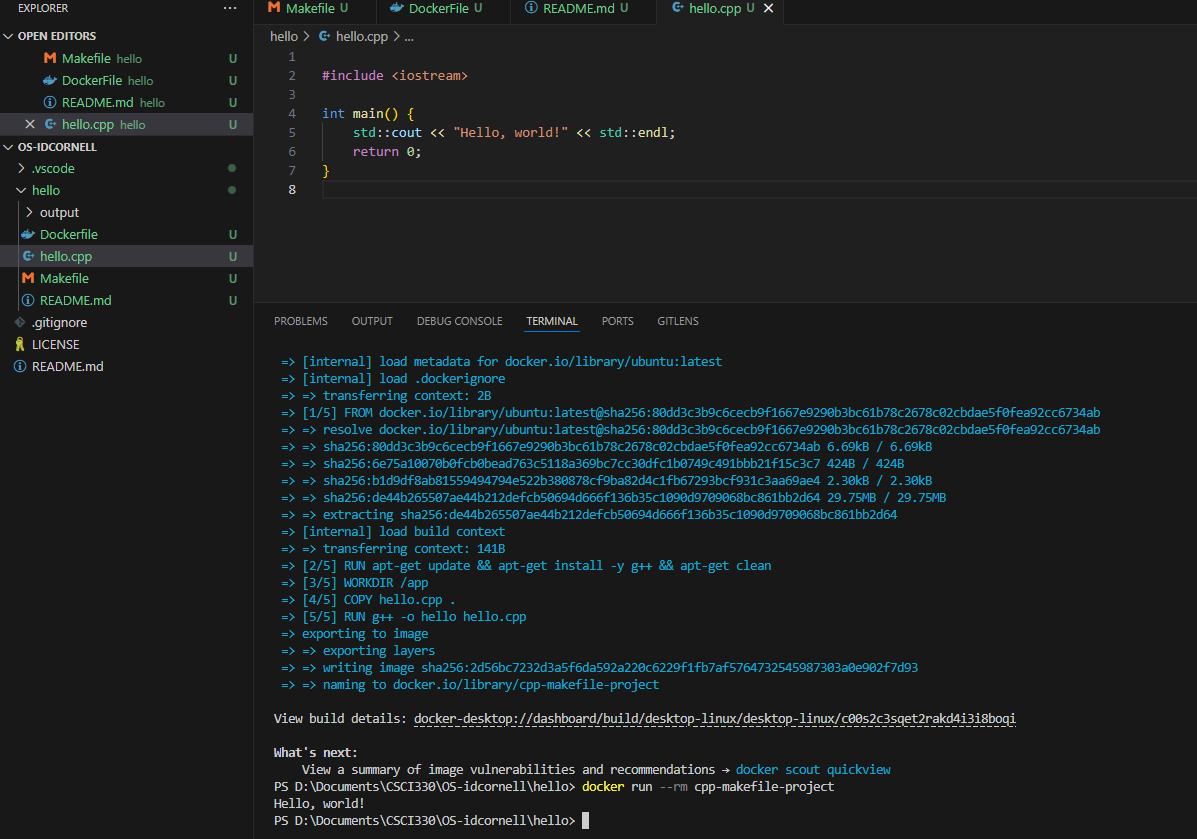 EXPLORER ...
Makefile U DockerFile U README.md U hello.cpp U
OPEN EDITORS
Makefile hello U
DockerFile hello U
README.md hello U
hello.cpp hello U
OS-IDCORNELL
.vscode
hello
output
Dockerfile U
hello.cpp U
Makefile U
README.md U
.gitignore
LICENSE
README.md
hello > hello.cpp > ...
1
2 #include <iostream>
3
4 int main() {
5 std::cout << "Hello, world!" << std::endl;
6 return 0;
7 }
8
PROBLEMS OUTPUT DEBUG CONSOLE TERMINAL PORTS GITLENS
=> [internal] load metadata for docker.io/library/ubuntu:latest
=> [internal] load .dockerignore
=> => transferring context: 2B
=> [1/5] FROM docker.io/library/ubuntu:latest@sha256:80dd3c3b9c6cecb9f1667e9290b3bc61b78c2678c02cbdae5f0fea92cc6734ab
=> => resolve docker.io/library/ubuntu:latest@sha256:80dd3c3b9c6cecb9f1667e9290b3bc61b78c2678c02cbdae5f0fea92cc6734ab
=> => sha256:80dd3c3b9c6cecb9f1667e9290b3bc61b78c2678c02cbdae5f0fea92cc6734ab 6.69kB / 6.69kB
=> => sha256:6e75a10070b0fcb0bead763c5118a369bc7cc30dfc1b0749c491bbb21f15c3c7 424B / 424B
=> => sha256:b1d9df8ab81559494794e522b380878cf9ba82d4c1fb67293bcf931c3aa69ae4 2.30kB / 2.30kB
=> => sha256:de44b265507ae44b212defcb50694d666f136b35c1090d9709068bc861bb2d64 29.75MB / 29.75MB
=> => extracting sha256:de44b265507ae44b212defcb50694d666f136b35c1090d9709068bc861bb2d64
=> [internal] load build context
=> => transferring context: 141B
=> [2/5] RUN apt-get update && apt-get install -y g++ && apt-get clean
=> [3/5] WORKDIR /app
=> [4/5] COPY hello.cpp .
=> [5/5] RUN g++ -o hello hello.cpp
=> exporting to image
=> => exporting layers
=> => writing image sha256:2d56bc7232d3a5f6da592a220c6229f1fb7af5764732545987303a0e902f7d93
=> => naming to docker.io/library/cpp-makefile-project
View build details: docker-desktop://dashboard/build/desktop-linux/desktop-linux/c00s2c3sqet2rakd4i3i8boqi
What's next:
View a summary of image vulnerabilities and recommendations → docker scout quickview
PS D:\Documents\CSCI330\OS-idcornell\hello> docker run --rm cpp-makefile-project
Hello, world!
PS D:\Documents\CSCI330\OS-idcornell\hello>